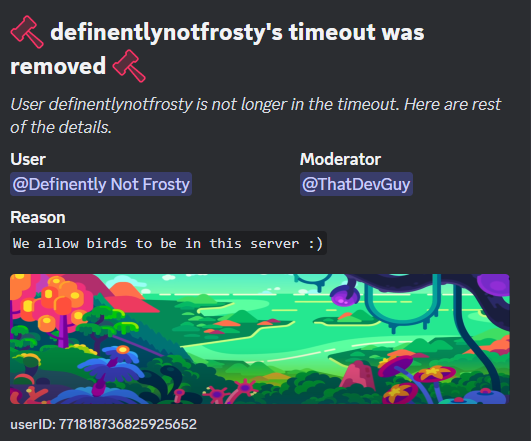 definentlynotfrosty's timeout was
removed
User definentlynotfrosty is not longer in the timeout. Here are rest
of the details.
User
@Definently Not Frosty
Moderator
@ThatDevGuy
Reason
We allow birds to be in this server :)
userID: 771818736825925652